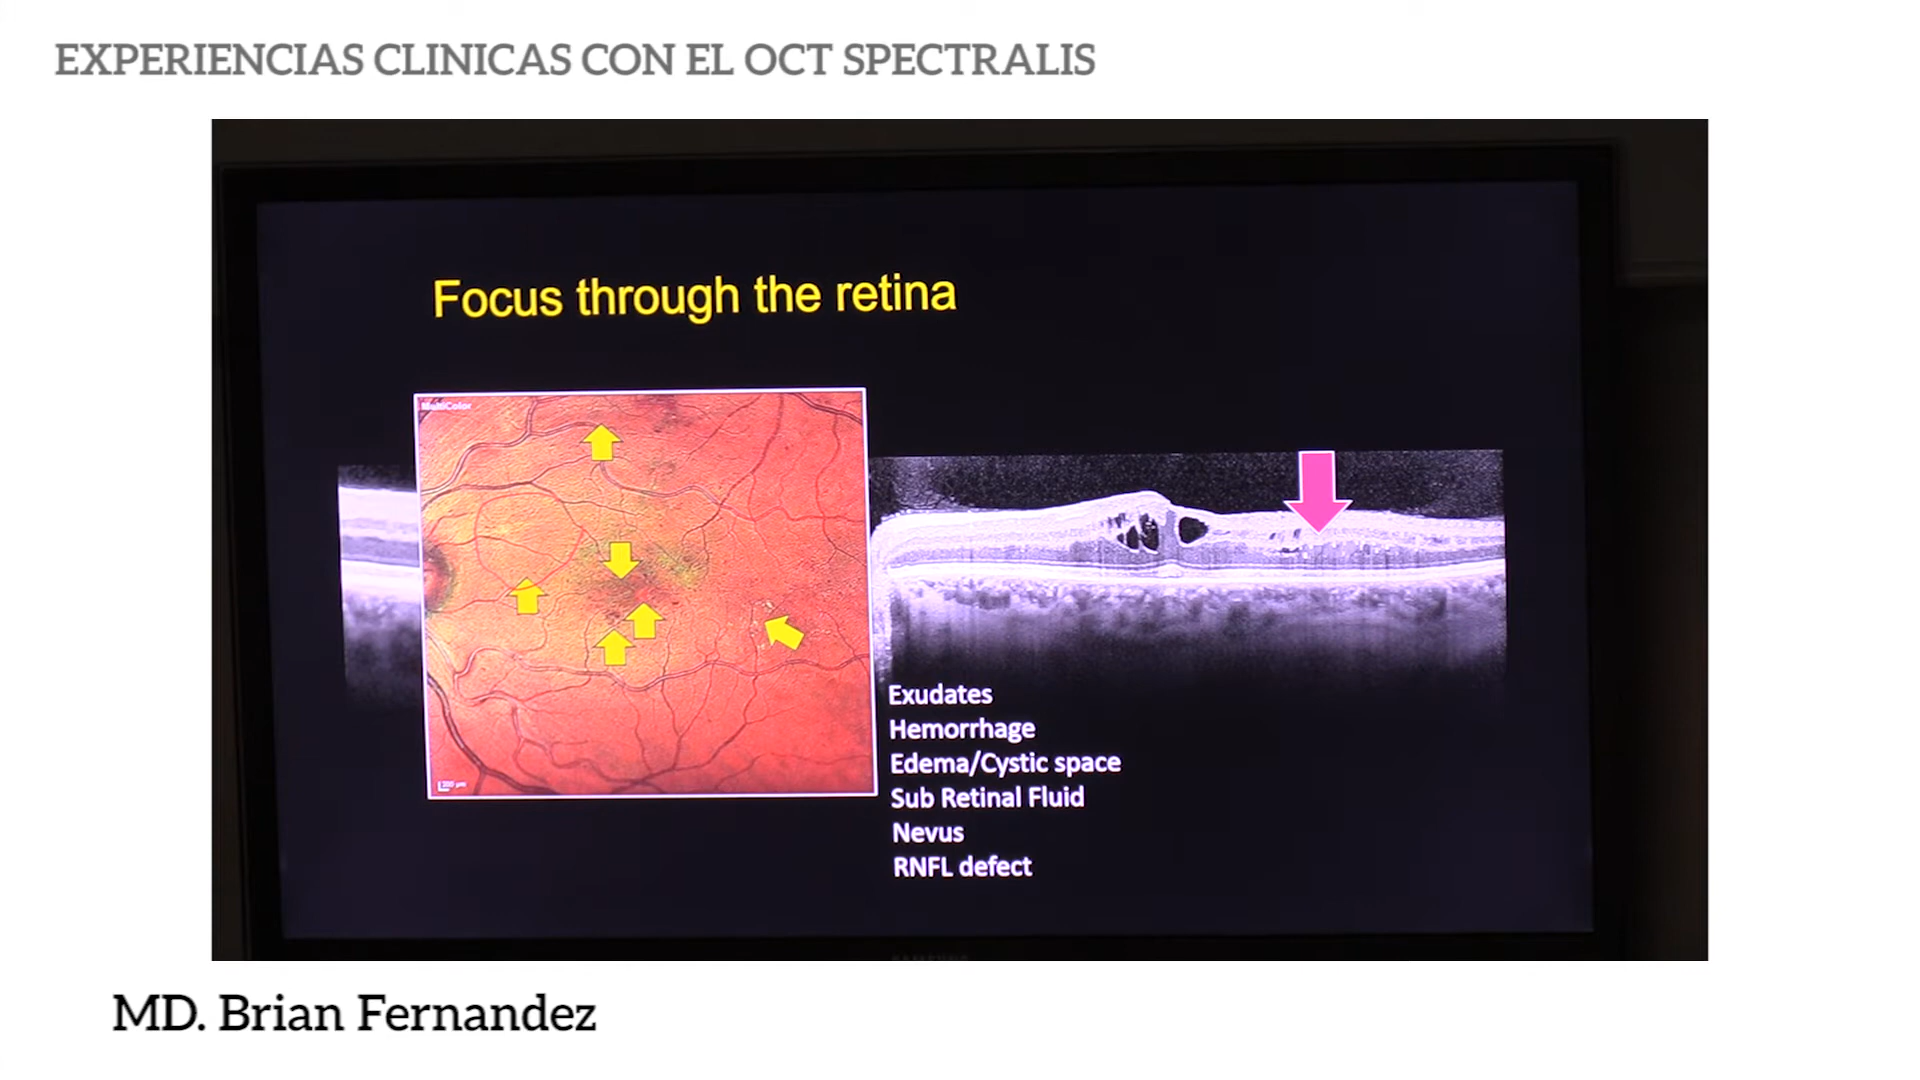 EXPERIENCIAS CLINICAS CON EL OCT SPECTRALIS
Focus through the retina
MultiColor
Exudates
Hemorrhage
Edema/Cystic space
Sub Retinal Fluid
Nevus
RNFL defect
MD. Brian Fernandez